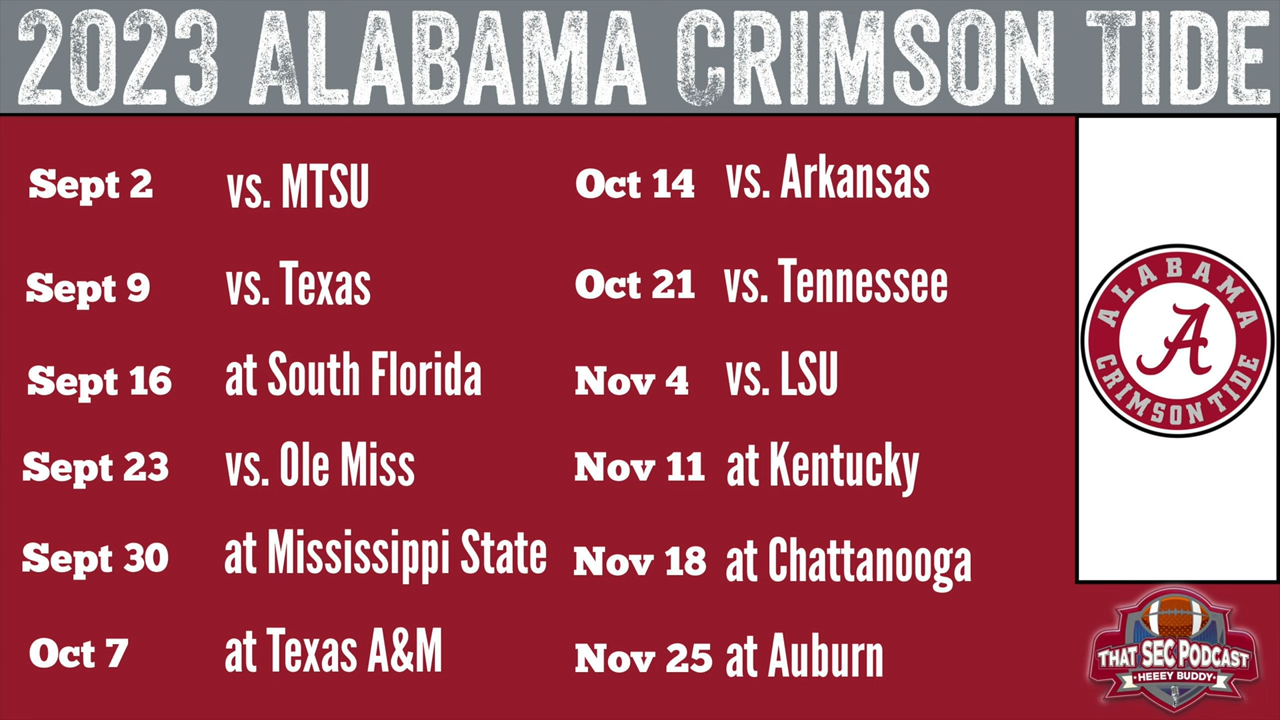 2023 ALABAMA CRIMSON TIDE
Sept 2 vs. MTSU
Sept 9 vs. Texas
Sept 16 at South Florida
Sept 23 vs. Ole Miss
Sept 30 at Mississippi State
Oct 7 at Texas A&M
Oct 14 vs. Arkansas
Oct 21 vs. Tennessee
Nov 4 vs. LSU
Nov 11 at Kentucky
Nov 18 at Chattanooga
Nov 25 at Auburn
ALABAMA
A
CRIMSON TIDE
THAT SEC PODCAST
•HEEEY BUDDY•